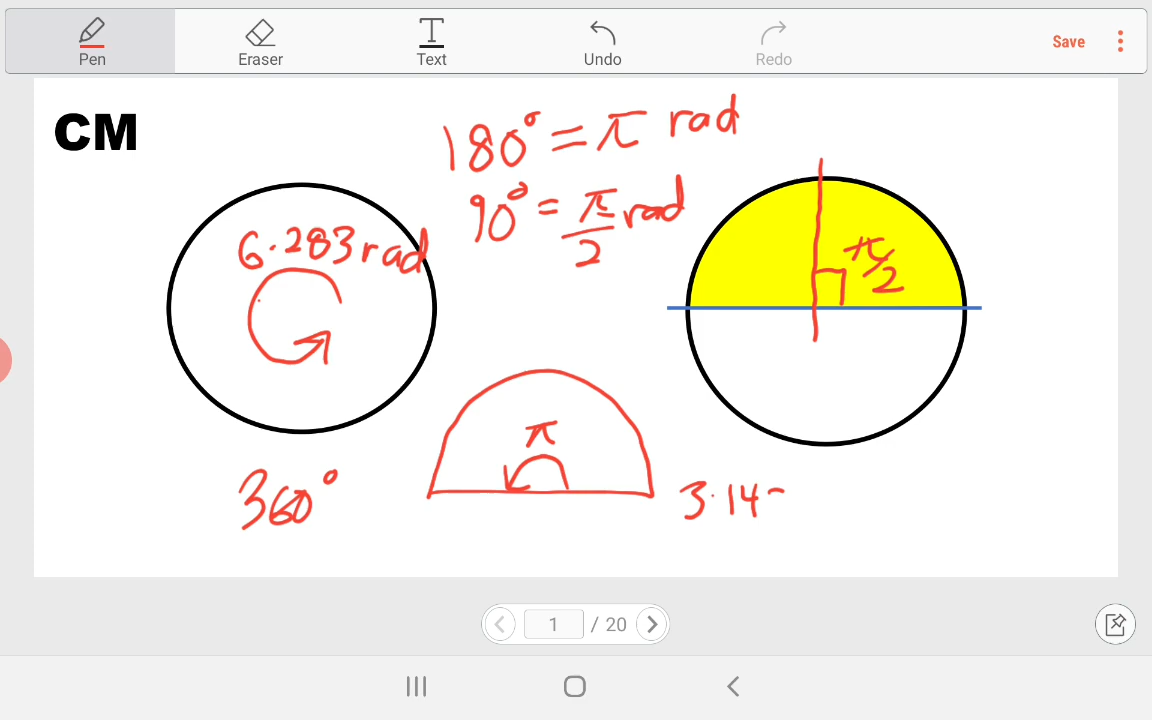 Pen
Eraser
Text
Undo
Redo
Save
CM
180° = π rad
90° = π/2 rad
6.283 rad
π/2
π
360°
3.14
1 / 20